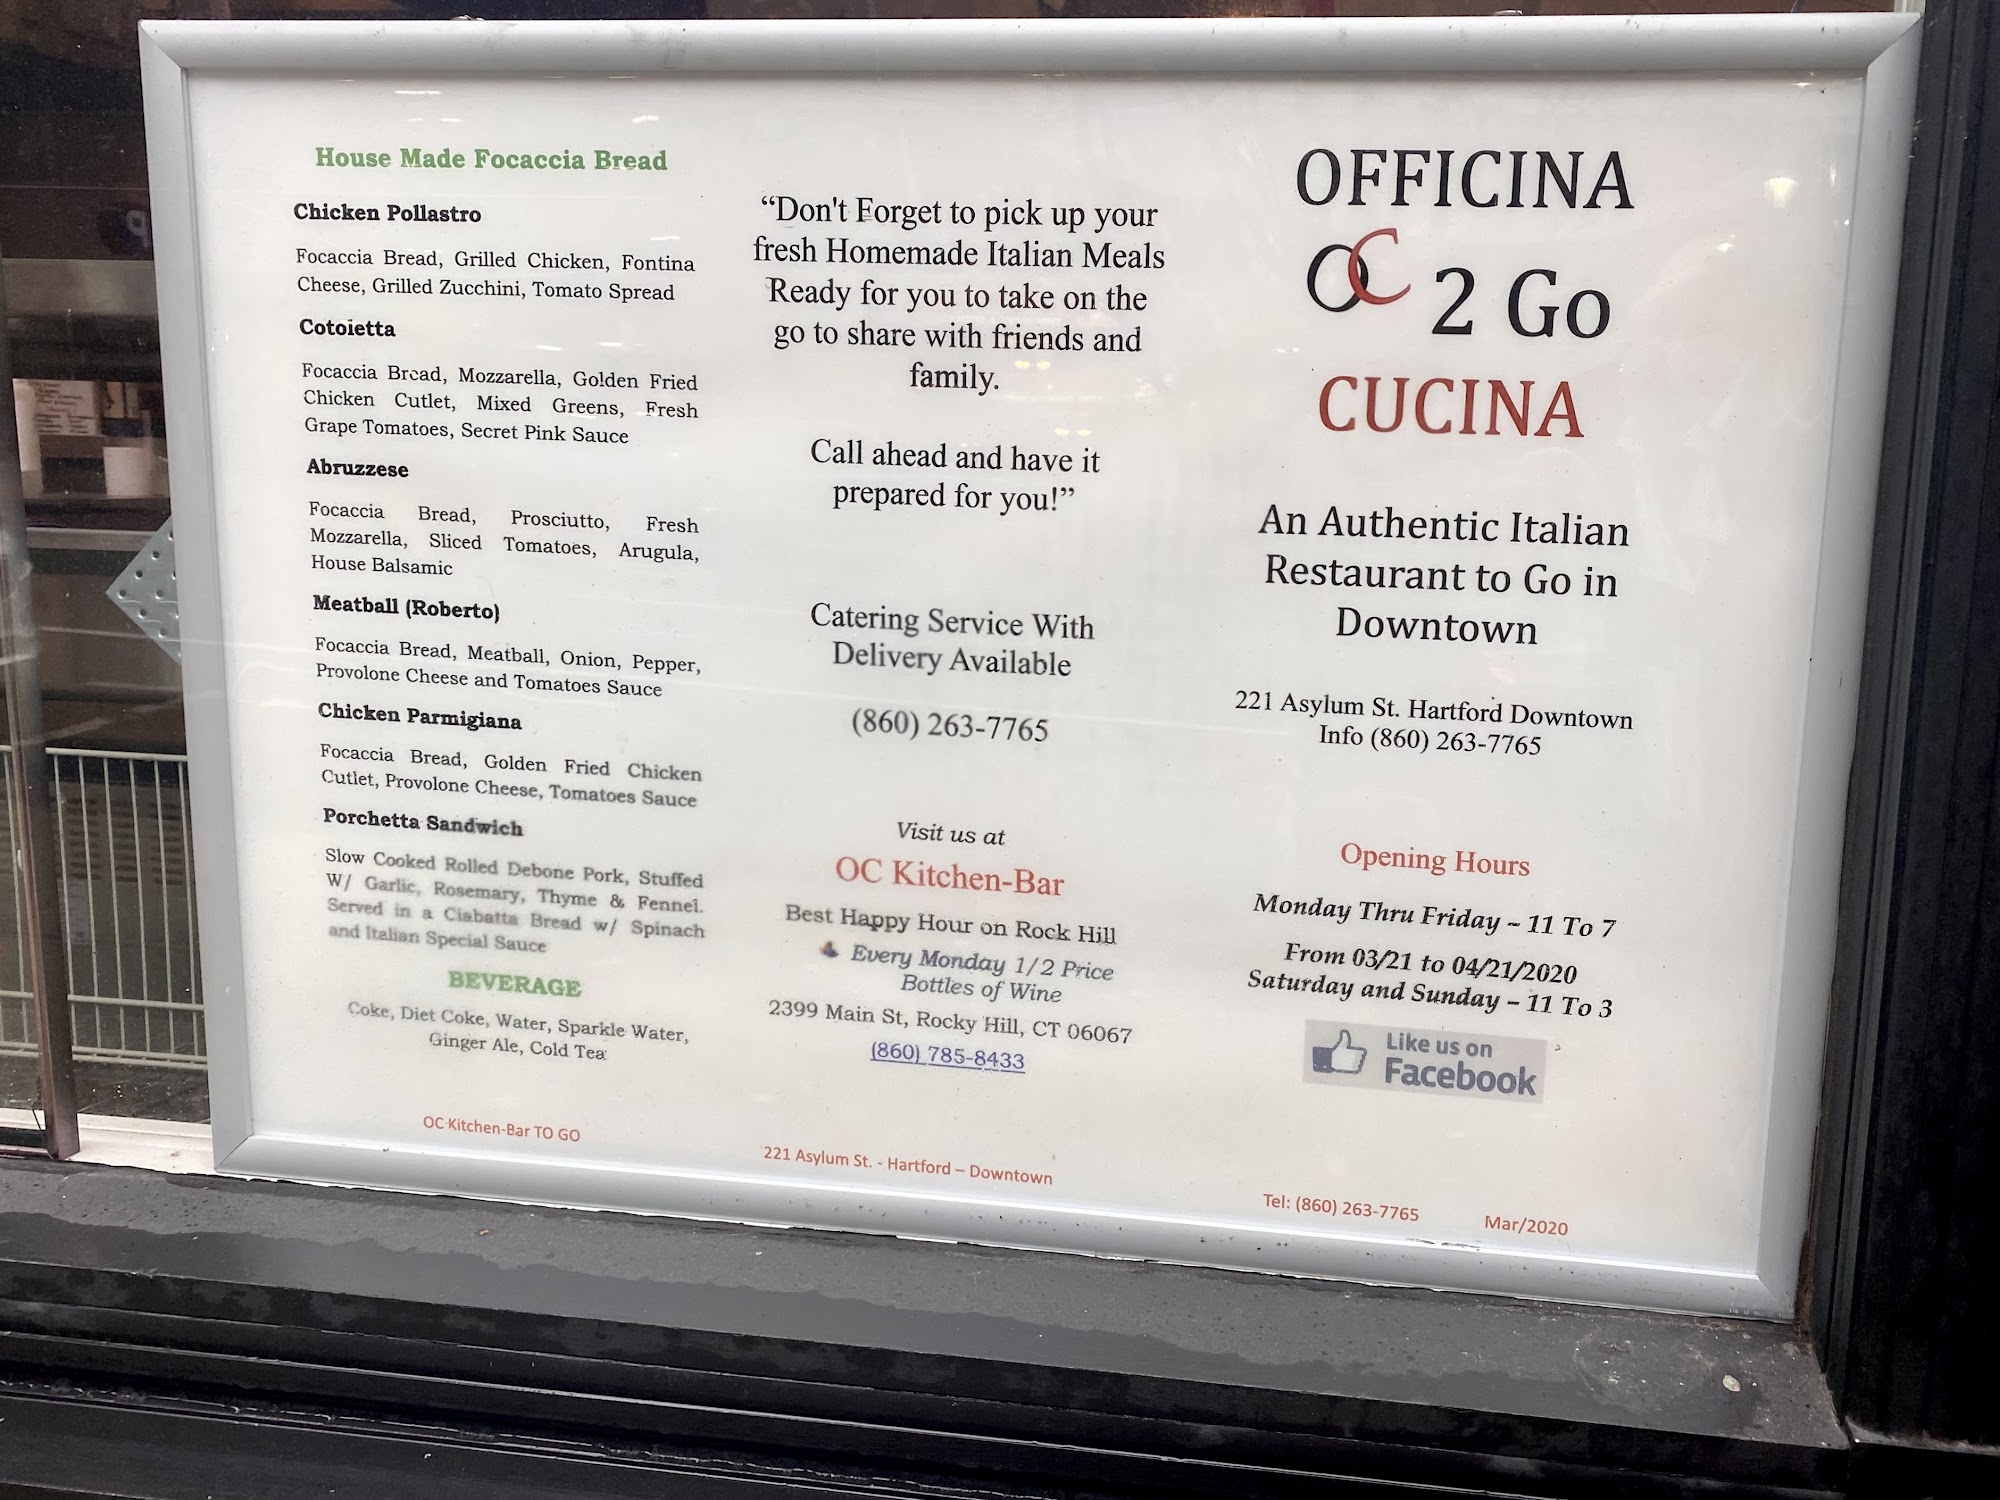 House Made Focaccia Bread
Chicken Pollastro
Focaccia Bread, Grilled Chicken, Fontina
Cheese, Grilled Zucchini, Tomato Spread
Cotoietta
Focaccia Bread, Mozzarella, Golden Fried
Chicken Cutlet, Mixed Greens, Fresh
Grape Tomatoes, Secret Pink Sauce
Abruzzese
Focaccia Bread, Prosciutto, Fresh
Mozzarella, Sliced Tomatoes, Arugula,
House Balsamic
Meatball (Roberto)
Focaccia Bread, Meatball, Onion, Pepper,
Provolone Cheese and Tomatoes Sauce
Chicken Parmigiana
Focaccia Bread, Golden Fried Chicken
Cutlet, Provolone Cheese, Tomatoes Sauce
Porchetta Sandwich
Slow Cooked Rolled Debone Pork, Stuffed
W/ Garlic, Rosemary, Thyme & Fennel.
Served in a Ciabatta Bread w/ Spinach
and Italian Special Sauce
BEVERAGE
Coke, Diet Coke, Water, Sparkle Water,
Ginger Ale, Cold Tea
OC Kitchen-Bar TO GO
“Don't Forget to pick up your
fresh Homemade Italian Meals
Ready for you to take on the
go to share with friends and
family.
Call ahead and have it
prepared for you!”
Catering Service With
Delivery Available
(860) 263-7765
Visit us at
OC Kitchen-Bar
Best Happy Hour on Rock Hill
Every Monday 1/2 Price
Bottles of Wine
2399 Main St, Rocky Hill, CT 06067
(860) 785-8433
221 Asylum St. - Hartford – Downtown
OFFICINA
OC 2 Go
CUCINA
An Authentic Italian
Restaurant to Go in
Downtown
221 Asylum St. Hartford Downtown
Info (860) 263-7765
Opening Hours
Monday Thru Friday – 11 To 7
From 03/21 to 04/21/2020
Saturday and Sunday – 11 To 3
Like us on
Facebook
Tel: (860) 263-7765 Mar/2020